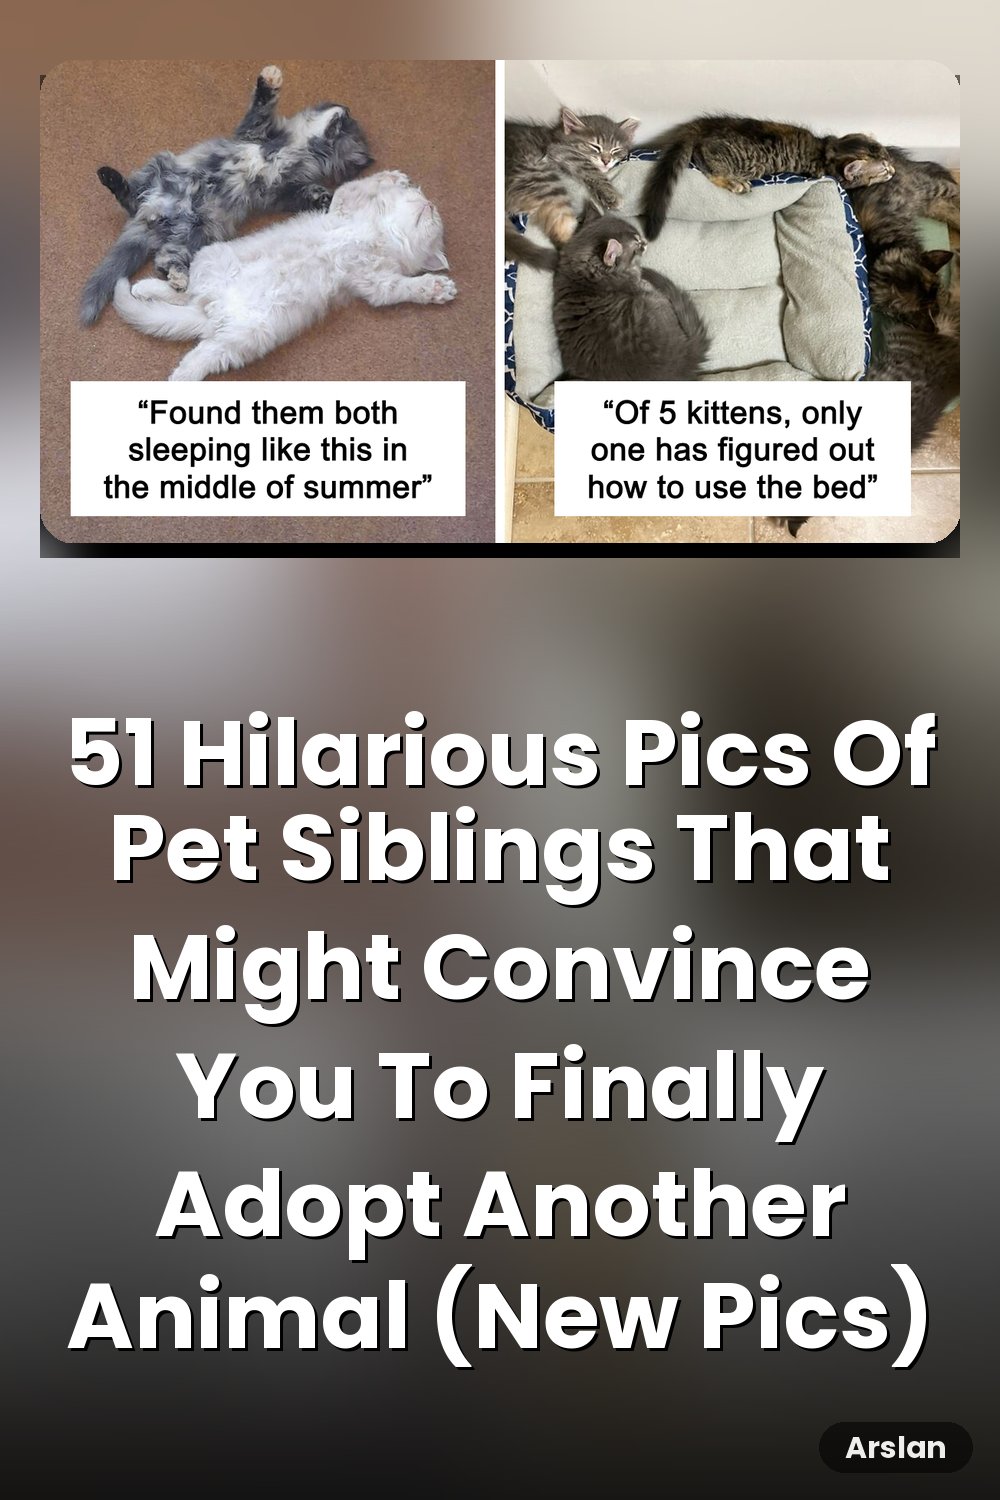 “Found them both
sleeping like this in
the middle of summer”
“Of 5 kittens, only
one has figured out
how to use the bed”
51 Hilarious Pics Of
Pet Siblings That
Might Convince
You To Finally
Adopt Another
Animal (New Pics)
Arslan